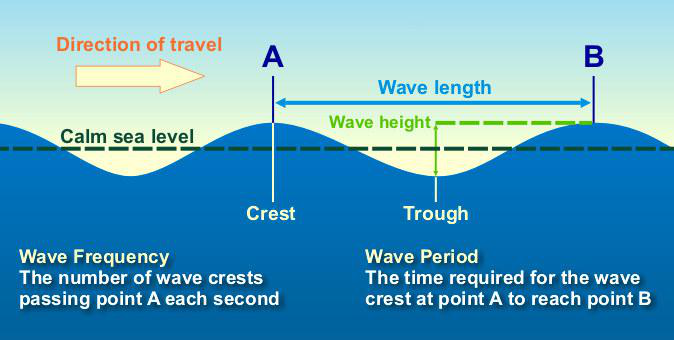 Direction of travel
A
B
Wave length
Wave height
Calm sea level
Crest
Trough
Wave Frequency
The number of wave crests
passing point A each second
Wave Period
The time required for the wave
crest at point A to reach point B